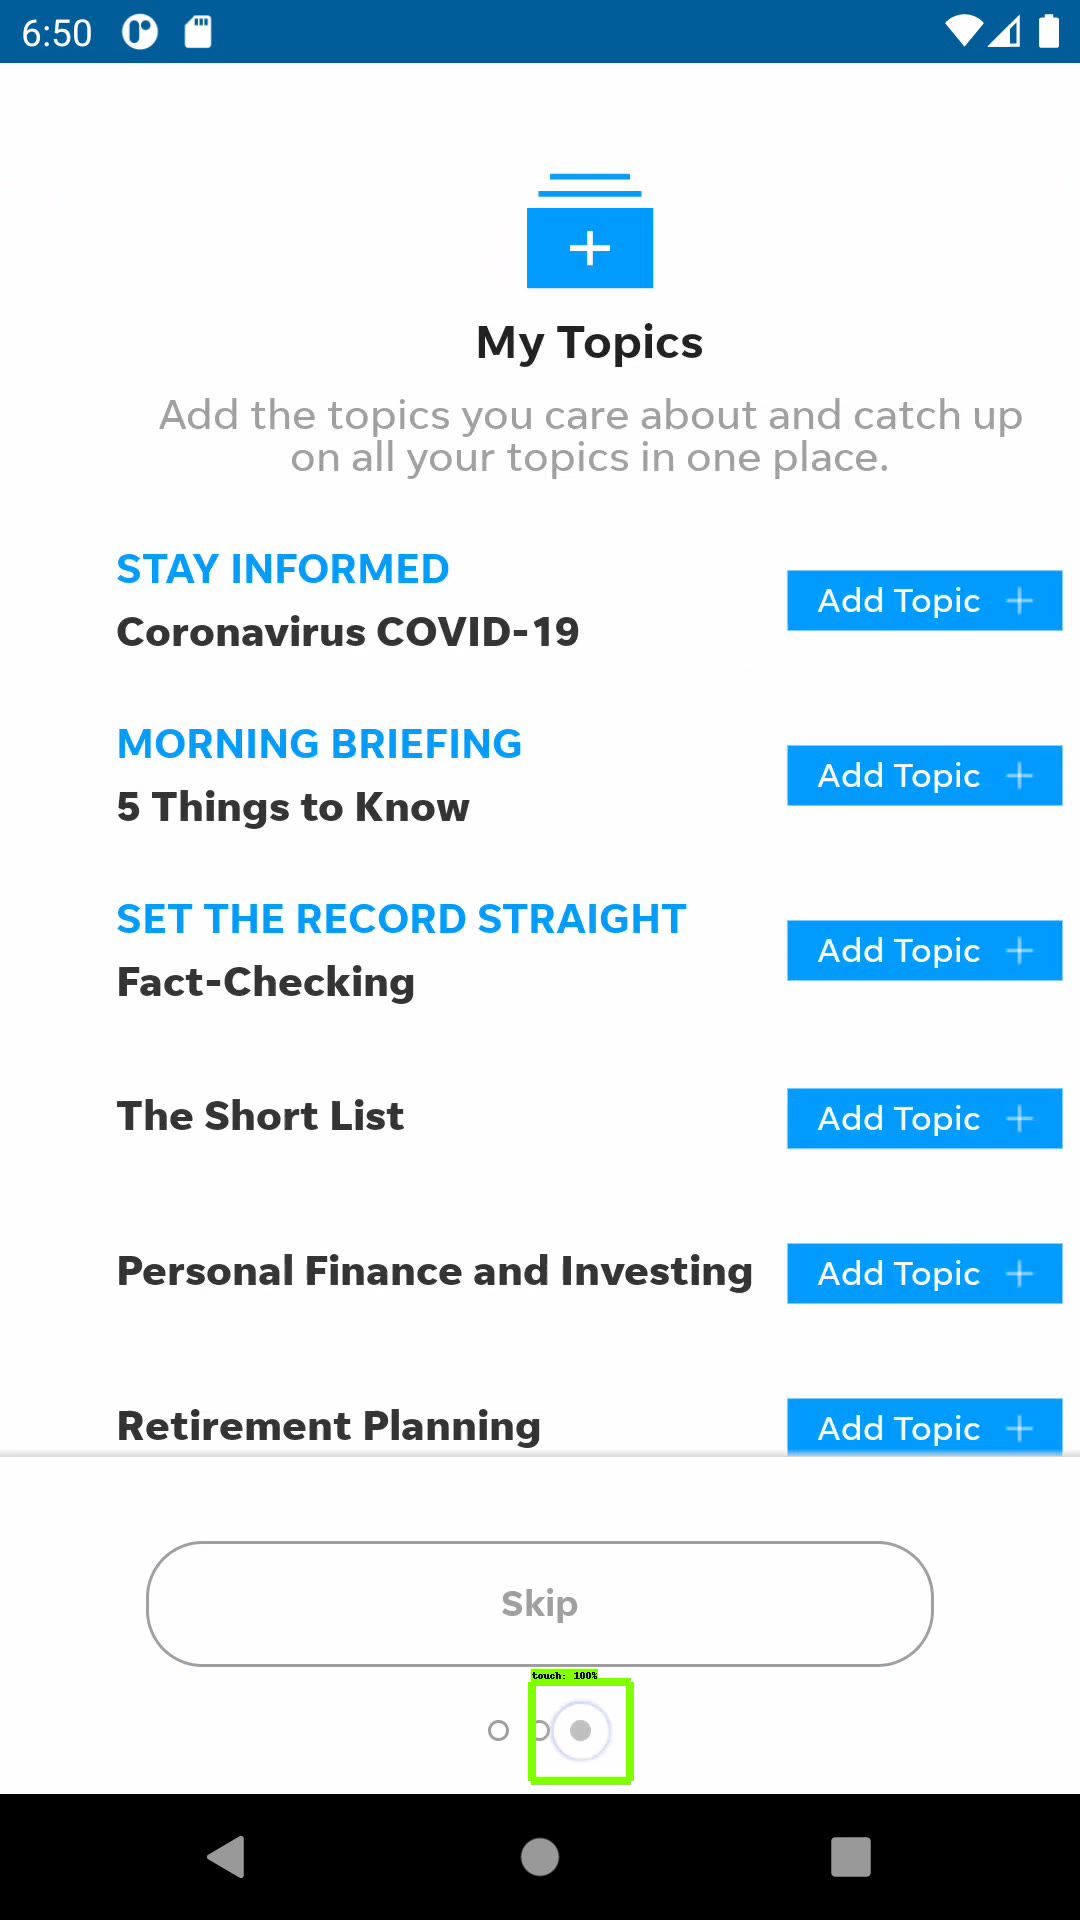 6:50
My Topics
Add the topics you care about and catch up
on all your topics in one place.
STAY INFORMED
Coronavirus COVID-19
Add Topic
MORNING BRIEFING
5 Things to Know
Add Topic
SET THE RECORD STRAIGHT
Fact-Checking
Add Topic
The Short List
Add Topic
Personal Finance and Investing
Add Topic
Retirement Planning
Add Topic
Skip
touch: 100%